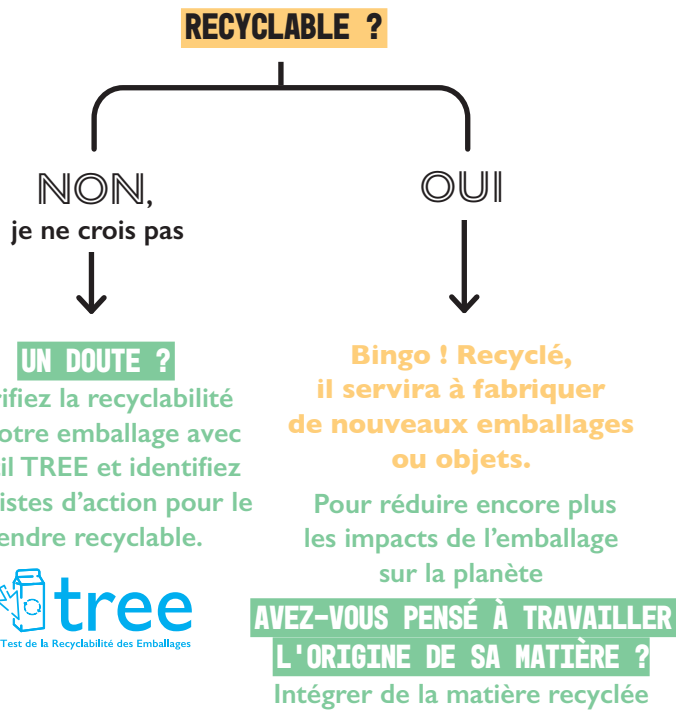 RECYCLABLE ?
NON,
je ne crois pas
UN DOUTE ?
ifiez la recyclabilité
otre emballage avec
il TREE et identifiez
istes d'action pour le
endre recyclable.
tree
Test de la Recyclabilité des Emballages
OUI
Bingo ! Recyclé,
il servira à fabriquer
de nouveaux emballages
ou objets.
Pour réduire encore plus
les impacts de l'emballage
sur la planète
AVEZ-VOUS PENSÉ À TRAVAILLER
L'ORIGINE DE SA MATIÈRE ?
Intégrer de la matière recyclée